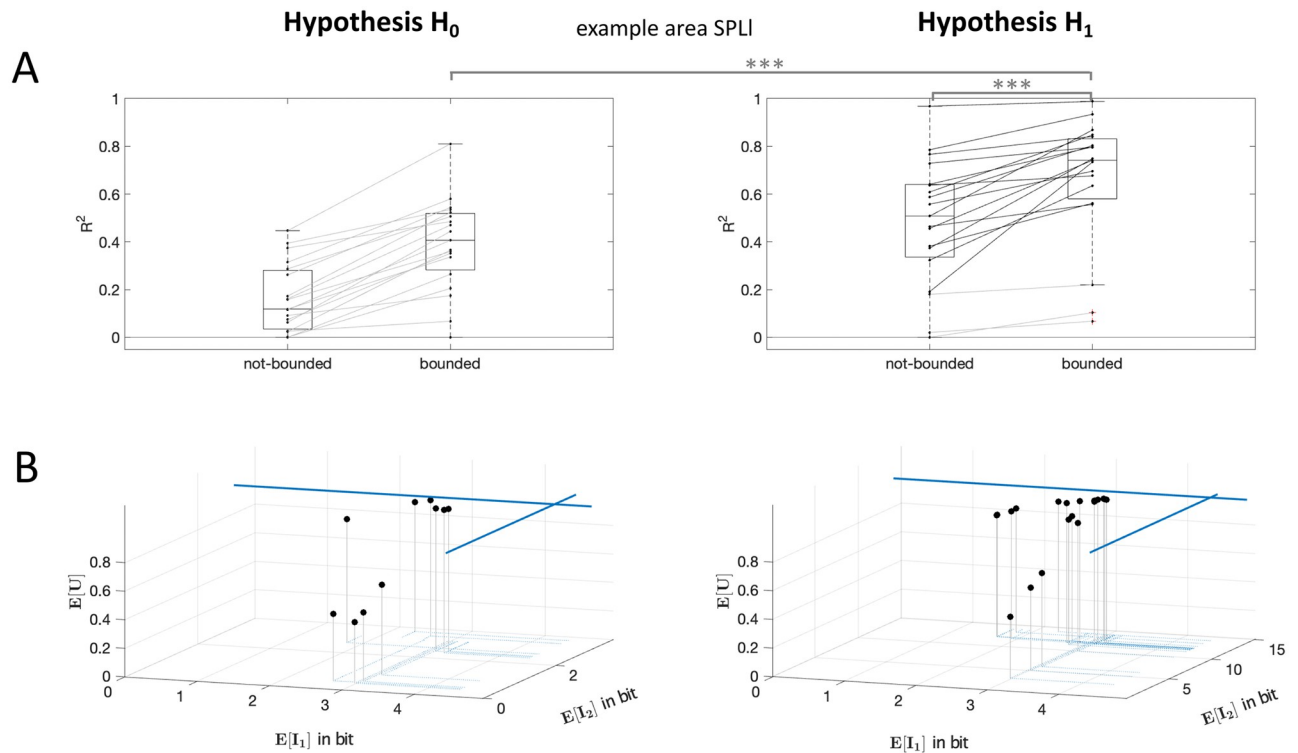 Hypothesis H0
example area SPLl
Hypothesis H1
A
***
***
1
0.8
0.6
0.4
0.2
0
R2
not-bounded
bounded
1
0.8
0.6
0.4
0.2
0
R2
not-bounded
bounded
B
0.8
0.6
0.4
0.2
0
E[U]
0
1
2
3
4
E[I1] in bit
0
2
E[I2] in bit
0.8
0.6
0.4
0.2
0
E[U]
0
1
2
3
4
E[I1] in bit
5
10
15
E[I2] in bit